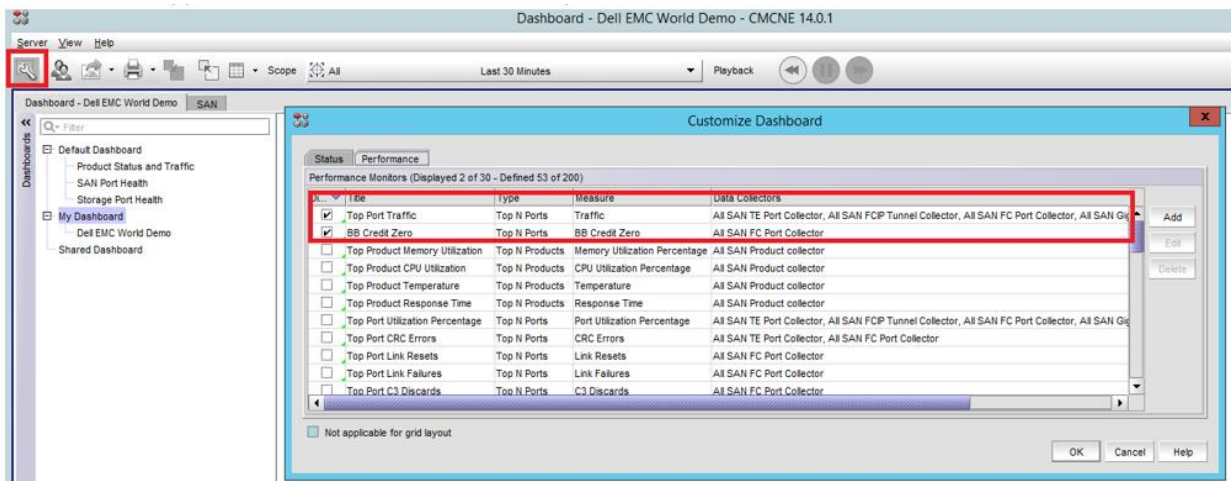 Dashboard - Dell EMC World Demo - CMCNE 14.0.1
Server View Help
Scope All Last 30 Minutes Playback
Dashboard - Dell EMC World Demo SAN
Dashboards
Filter
Default Dashboard
Product Status and Traffic
SAN Port Health
Storage Port Health
My Dashboard
Dell EMC World Demo
Shared Dashboard
Customize Dashboard
Status Performance
Performance Monitors (Displayed 2 of 30 - Defined 53 of 200)
Di... Title Type Measure Data Collectors
Top Port Traffic Top N Ports Traffic All SAN TE Port Collector, All SAN FCIP Tunnel Collector, All SAN FC Port Collector, All SAN Gig
BB Credit Zero Top N Ports BB Credit Zero All SAN FC Port Collector
Top Product Memory Utilization Top N Products Memory Utilization Percentage All SAN Product collector
Top Product CPU Utilization Top N Products CPU Utilization Percentage All SAN Product collector
Top Product Temperature Top N Products Temperature All SAN Product collector
Top Product Response Time Top N Products Response Time All SAN Product collector
Top Port Utilization Percentage Top N Ports Port Utilization Percentage All SAN TE Port Collector, All SAN FCIP Tunnel Collector, All SAN FC Port Collector, All SAN Gig
Top Port CRC Errors Top N Ports CRC Errors All SAN TE Port Collector, All SAN FC Port Collector
Top Port Link Resets Top N Ports Link Resets All SAN FC Port Collector
Top Port Link Failures Top N Ports Link Failures All SAN FC Port Collector
Top Port C3 Discards Top N Ports C3 Discards All SAN FC Port Collector
Add
Edit
Delete
Not applicable for grid layout
OK Cancel Help